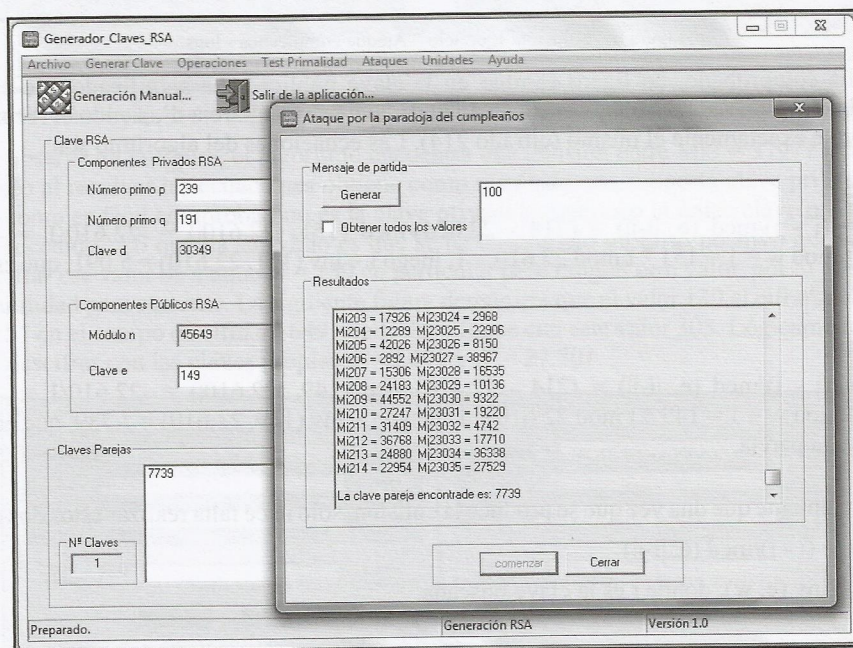 Generador_Claves_RSA
Archivo Generar Clave Operaciones Test Primalidad Ataques Unidades Ayuda
Generación Manual...
Salir de la aplicación...
Clave RSA
Componentes Privados RSA
Número primo p 239
Número primo q 191
Clave d 30349
Componentes Públicos RSA
Módulo n 45649
Clave e 149
Claves Parejas
7739
Nº Claves
1
Ataque por la paradoja del cumpleaños
Mensaje de partida
Generar
100
Obtener todos los valores
Resultados
Mi203 = 17926 Mj23024 = 2968
Mi204 = 12289 Mj23025 = 22906
Mi205 = 42026 Mj23026 = 8150
Mi206 = 2892 Mj23027 = 38967
Mi207 = 15306 Mj23028 = 16535
Mi208 = 24183 Mj23029 = 10136
Mi209 = 44552 Mj23030 = 9322
Mi210 = 27247 Mj23031 = 19220
Mi211 = 31409 Mj23032 = 4742
Mi212 = 36768 Mj23033 = 17710
Mi213 = 24880 Mj23034 = 36338
Mi214 = 22954 Mj23035 = 27529
La clave pareja encontrade es: 7739
comenzar
Cerrar
Preparado.
Generación RSA
Versión 1.0